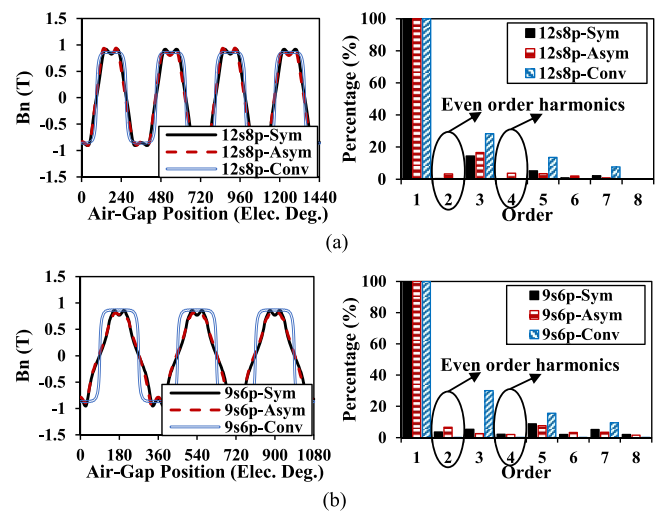 Bn (T)
1.5
1
0.5
0
-0.5
-1
-1.5
12s8p-Sym
12s8p-Asym
12s8p-Conv
0 240 480 720 960 1200 1440
Air-Gap Position (Elec. Deg.)
Percentage (%)
100
80
60
40
20
0
12s8p-Sym
12s8p-Asym
12s8p-Conv
Even order harmonics
1 2 3 4 5 6 7 8
Order
(a)
Bn (T)
1.5
1
0.5
0
-0.5
-1
-1.5
9s6p-Sym
9s6p-Asym
9s6p-Conv
0 180 360 540 720 900 1080
Air-Gap Position (Elec. Deg.)
Percentage (%)
100
80
60
40
20
0
9s6p-Sym
9s6p-Asym
9s6p-Conv
Even order harmonics
1 2 3 4 5 6 7 8
Order
(b)